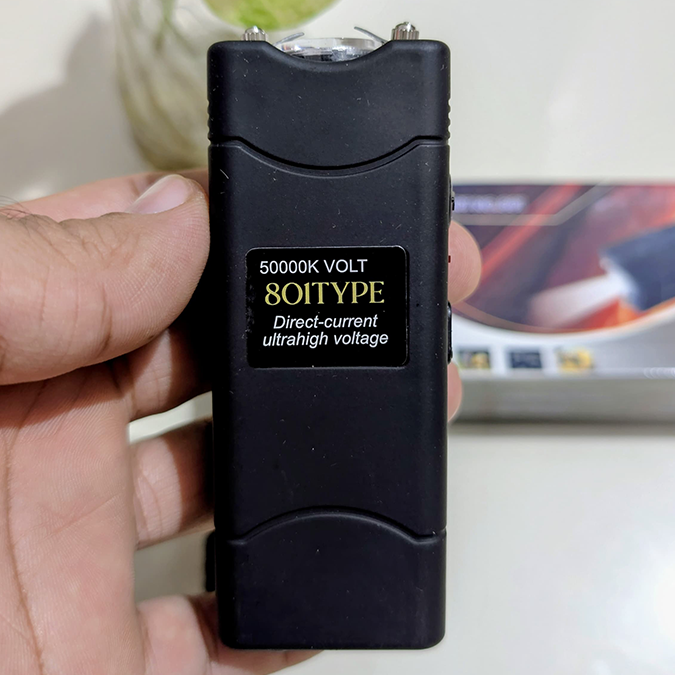 50000K VOLT
801TYPE
Direct-current
ultrahigh voltage